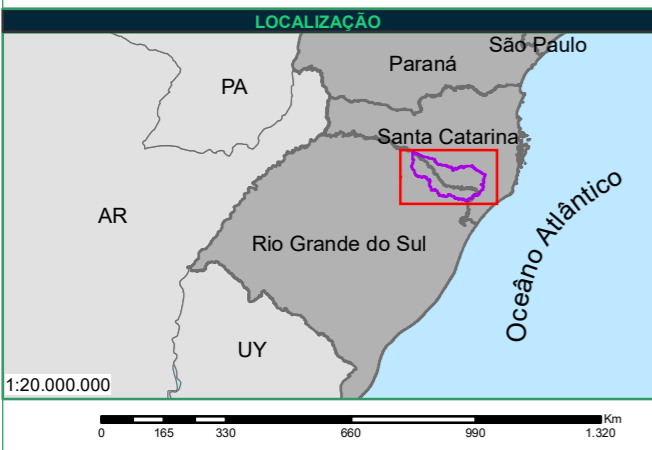 LOCALIZAÇÃO
São Paulo
Paraná
PA
Santa Catarina
AR
Rio Grande do Sul
Oceâno Atlântico
UY
1:20.000.000
Km
0 165 330 660 990 1.320